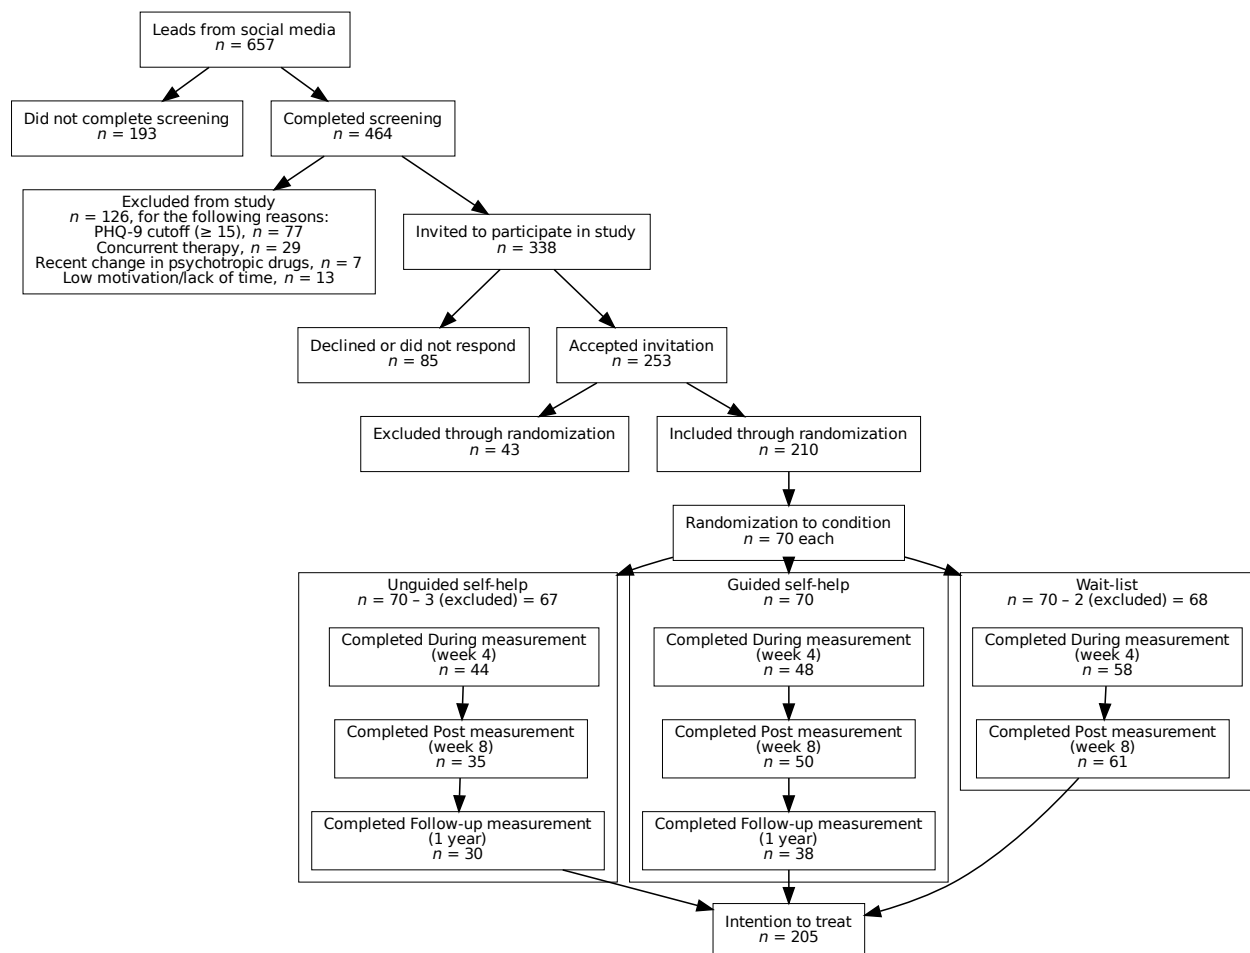 Leads from social media
n = 657
Did not complete screening
n = 193
Completed screening
n = 464
Excluded from study
n = 126, for the following reasons:
PHQ-9 cutoff (≥ 15), n = 77
Concurrent therapy, n = 29
Recent change in psychotropic drugs, n = 7
Low motivation/lack of time, n = 13
Invited to participate in study
n = 338
Declined or did not respond
n = 85
Accepted invitation
n = 253
Excluded through randomization
n = 43
Included through randomization
n = 210
Randomization to condition
n = 70 each
Unguided self-help
n = 70 – 3 (excluded) = 67
Completed During measurement
(week 4)
n = 44
Completed Post measurement
(week 8)
n = 35
Completed Follow-up measurement
(1 year)
n = 30
Guided self-help
n = 70
Completed During measurement
(week 4)
n = 48
Completed Post measurement
(week 8)
n = 50
Completed Follow-up measurement
(1 year)
n = 38
Wait-list
n = 70 – 2 (excluded) = 68
Completed During measurement
(week 4)
n = 58
Completed Post measurement
(week 8)
n = 61
Intention to treat
n = 205